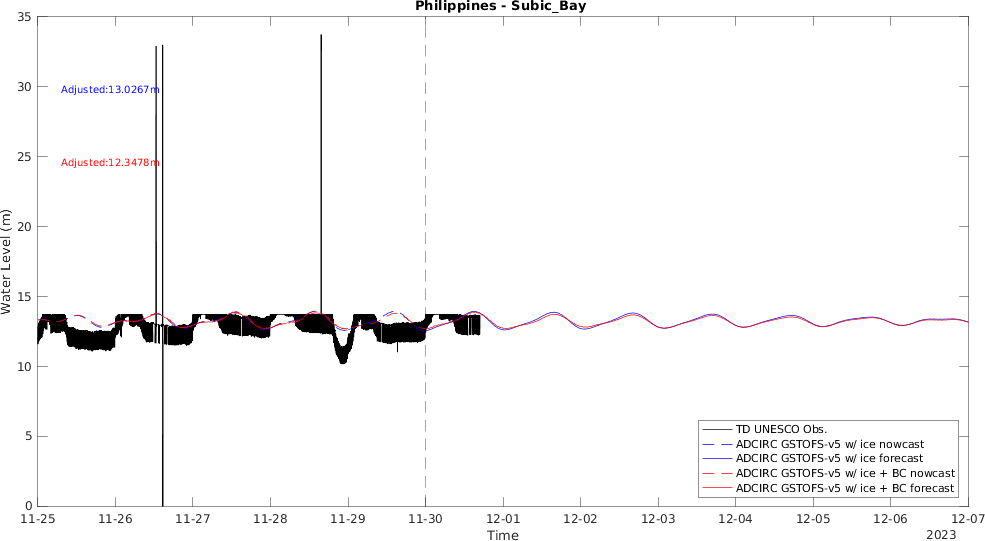 Philippines - Subic_Bay
35
30
25
20
15
10
5
0
Water Level (m)
Adjusted:13.0267m
Adjusted:12.3478m
TD UNESCO Obs.
ADCIRC GSTOFS-v5 w/ ice nowcast
ADCIRC GSTOFS-v5 w/ ice forecast
ADCIRC GSTOFS-v5 w/ ice + BC nowcast
ADCIRC GSTOFS-v5 w/ ice + BC forecast
11-25 11-26 11-27 11-28 11-29 11-30 12-01 12-02 12-03 12-04 12-05 12-06 12-07
Time
2023